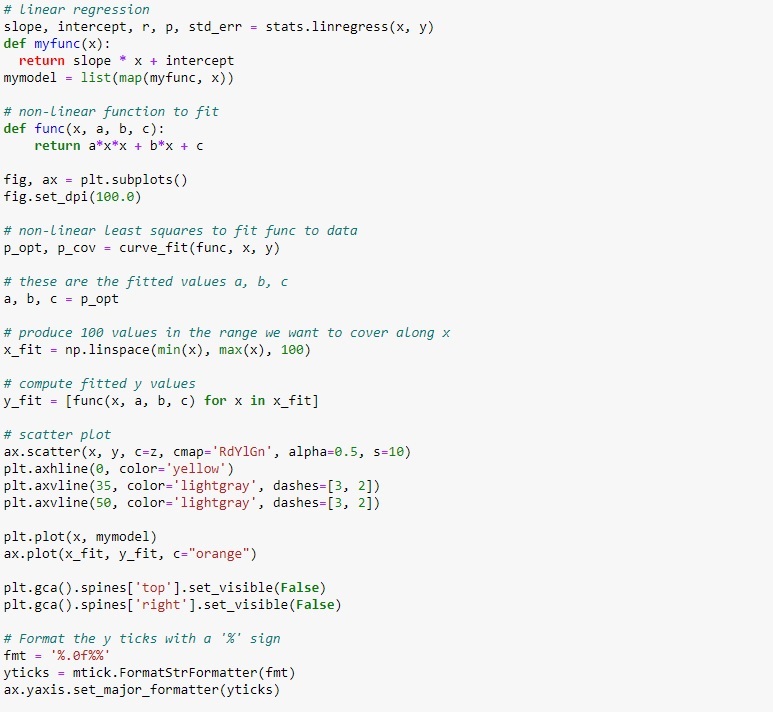 # linear regression
slope, intercept, r, p, std_err = stats.linregress(x, y)
def myfunc(x):
  return slope * x + intercept
mymodel = list(map(myfunc, x))
# non-linear function to fit
def func(x, a, b, c):
    return a*x*x + b*x + c
fig, ax = plt.subplots()
fig.set_dpi(100.0)
# non-linear least squares to fit func to data
p_opt, p_cov = curve_fit(func, x, y)
# these are the fitted values a, b, c
a, b, c = p_opt
# produce 100 values in the range we want to cover along x
x_fit = np.linspace(min(x), max(x), 100)
# compute fitted y values
y_fit = [func(x, a, b, c) for x in x_fit]
# scatter plot
ax.scatter(x, y, c=z, cmap='RdYlGn', alpha=0.5, s=10)
plt.axhline(0, color='yellow')
plt.axvline(35, color='lightgray', dashes=[3, 2])
plt.axvline(50, color='lightgray', dashes=[3, 2])
plt.plot(x, mymodel)
ax.plot(x_fit, y_fit, c="orange")
plt.gca().spines['top'].set_visible(False)
plt.gca().spines['right'].set_visible(False)
# Format the y ticks with a '%' sign
fmt = '%.0f%%'
yticks = mtick.FormatStrFormatter(fmt)
ax.yaxis.set_major_formatter(yticks)